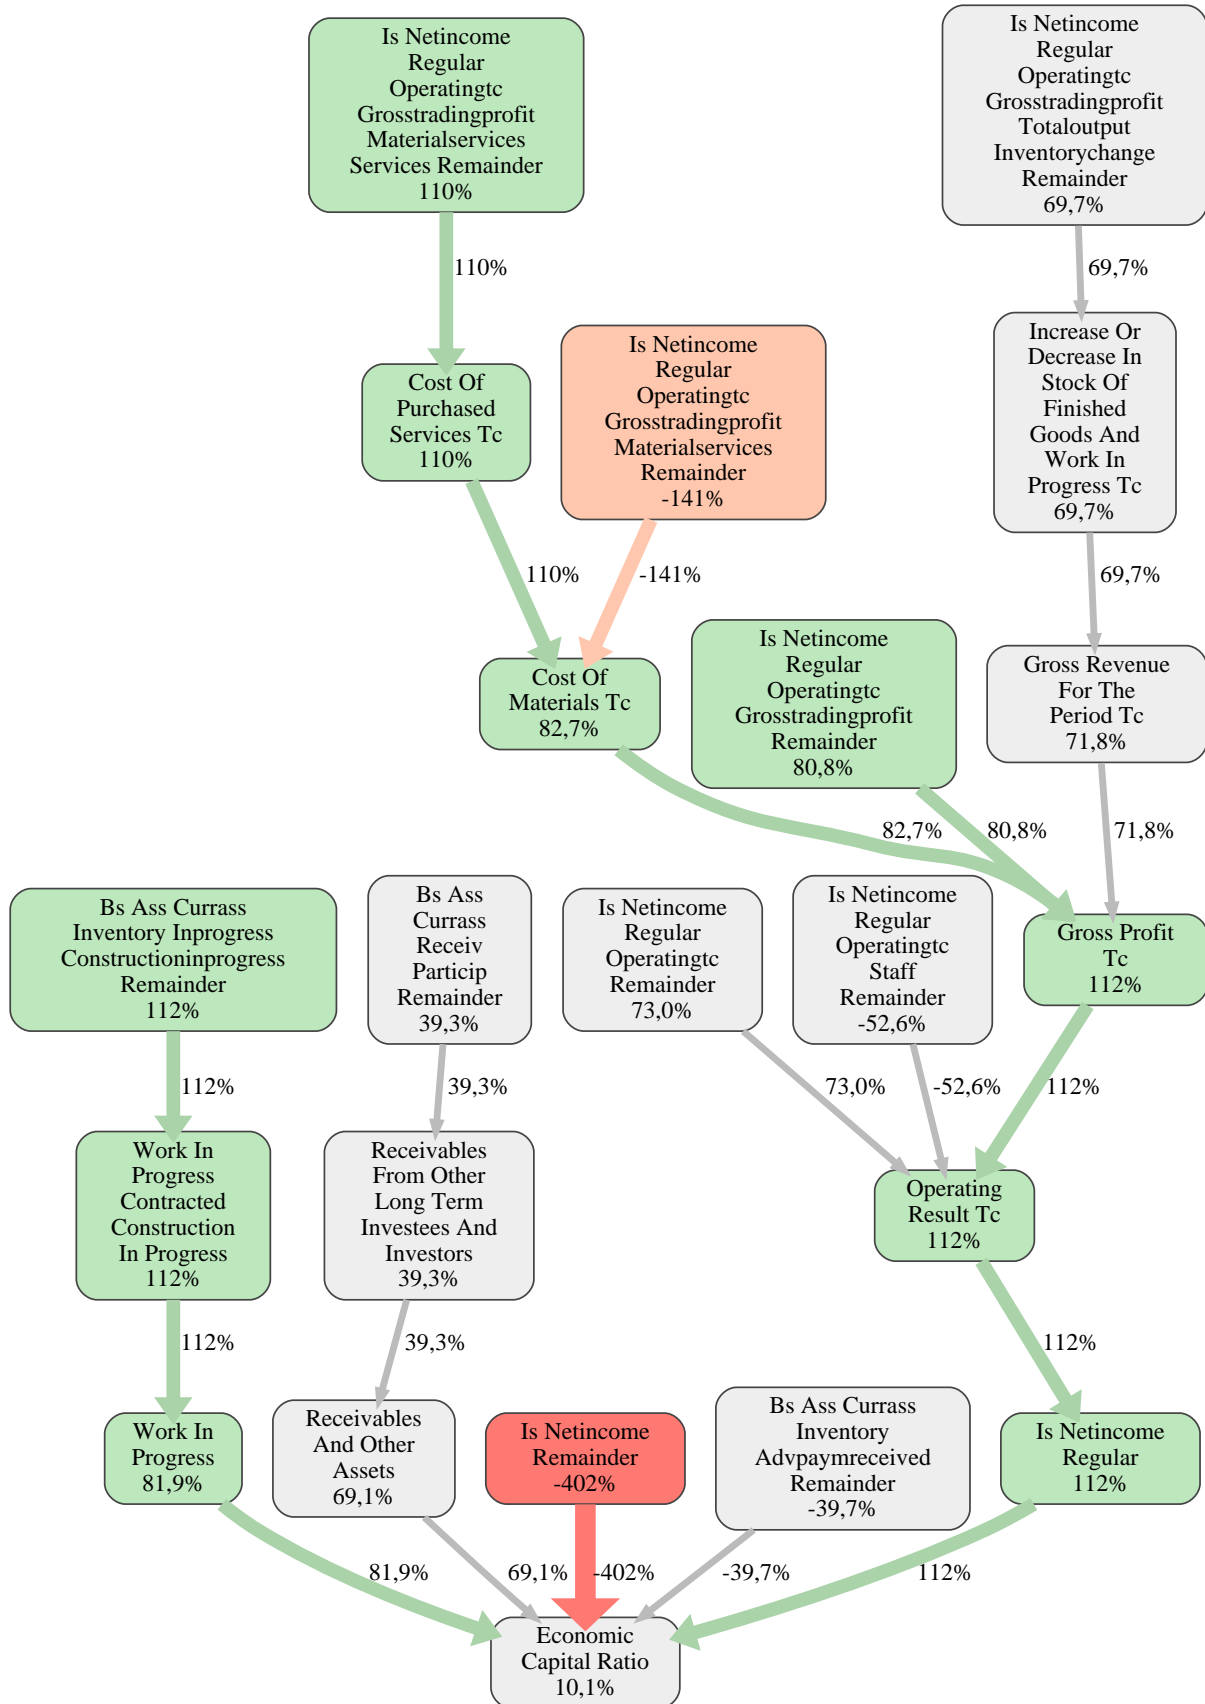 Is Netincome
Regular
Operatingtc
Grosstradingprofit
Materialservices
Services Remainder
110%
Is Netincome
Regular
Operatingtc
Grosstradingprofit
Totaloutput
Inventorychange
Remainder
69,7%
110%
69,7%
Cost Of
Purchased
Services Tc
110%
Is Netincome
Regular
Operatingtc
Grosstradingprofit
Materialservices
Remainder
-141%
Increase Or
Decrease In
Stock Of
Finished
Goods And
Work In
Progress Tc
69,7%
110%
-141%
69,7%
Cost Of
Materials Tc
82,7%
Is Netincome
Regular
Operatingtc
Grosstradingprofit
Remainder
80,8%
Gross Revenue
For The
Period Tc
71,8%
82,7%
80,8%
71,8%
Bs Ass Currass
Inventory Inprogress
Constructioninprogress
Remainder
112%
Bs Ass
Currass
Receiv
Particip
Remainder
39,3%
Is Netincome
Regular
Operatingtc
Remainder
73,0%
Is Netincome
Regular
Operatingtc
Staff
Remainder
-52,6%
Gross Profit
Tc
112%
112%
39,3%
73,0%
-52,6%
112%
Work In
Progress
Contracted
Construction
In Progress
112%
Receivables
From Other
Long Term
Investees And
Investors
39,3%
Operating
Result Tc
112%
112%
39,3%
112%
Work In
Progress
81,9%
Receivables
And Other
Assets
69,1%
Is Netincome
Remainder
-402%
Bs Ass Currass
Inventory
Advpaymreceived
Remainder
-39,7%
Is Netincome
Regular
112%
81,9%
69,1%
-402%
-39,7%
112%
Economic
Capital Ratio
10,1%